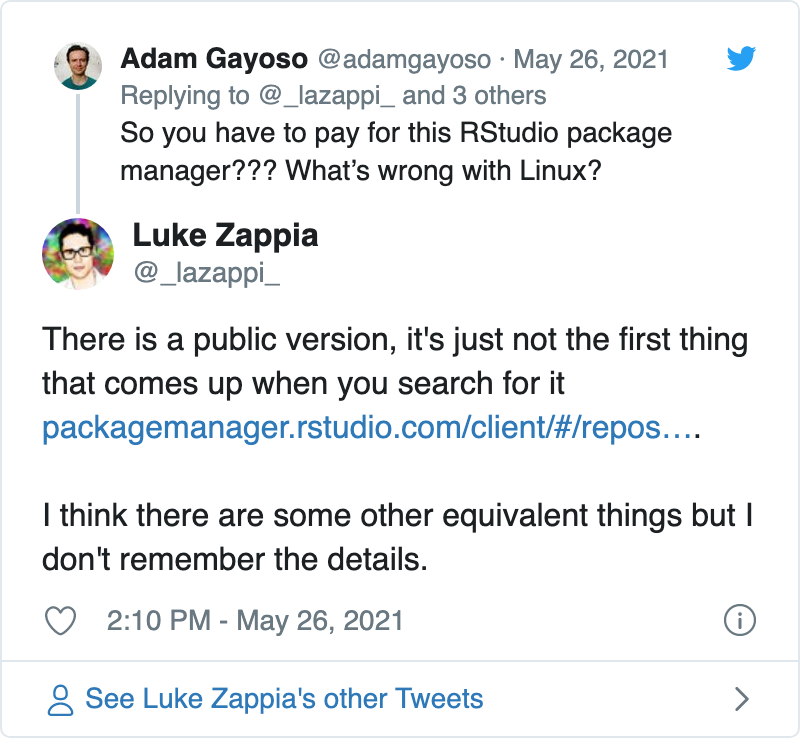 Adam Gayoso @adamgayoso · May 26, 2021
Replying to @_lazappi_ and 3 others
So you have to pay for this RStudio package
manager??? What’s wrong with Linux?
Luke Zappia
@_lazappi_
There is a public version, it's just not the first thing
that comes up when you search for it
packagemanager.rstudio.com/client/#/repos….
I think there are some other equivalent things but I
don't remember the details.
2:10 PM - May 26, 2021
See Luke Zappia's other Tweets